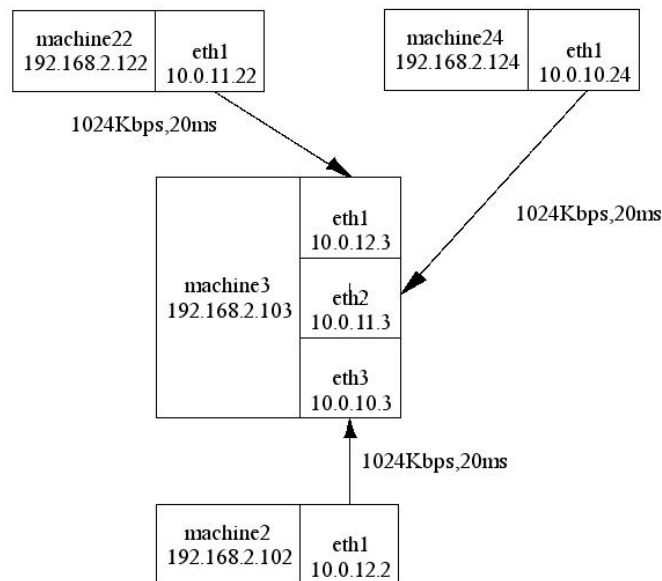 machine22
192.168.2.122
eth1
10.0.11.22
machine24
192.168.2.124
eth1
10.0.10.24
1024Kbps,20ms
1024Kbps,20ms
machine3
192.168.2.103
eth1
10.0.12.3
eth2
10.0.11.3
eth3
10.0.10.3
1024Kbps,20ms
machine2
192.168.2.102
eth1
10.0.12.2